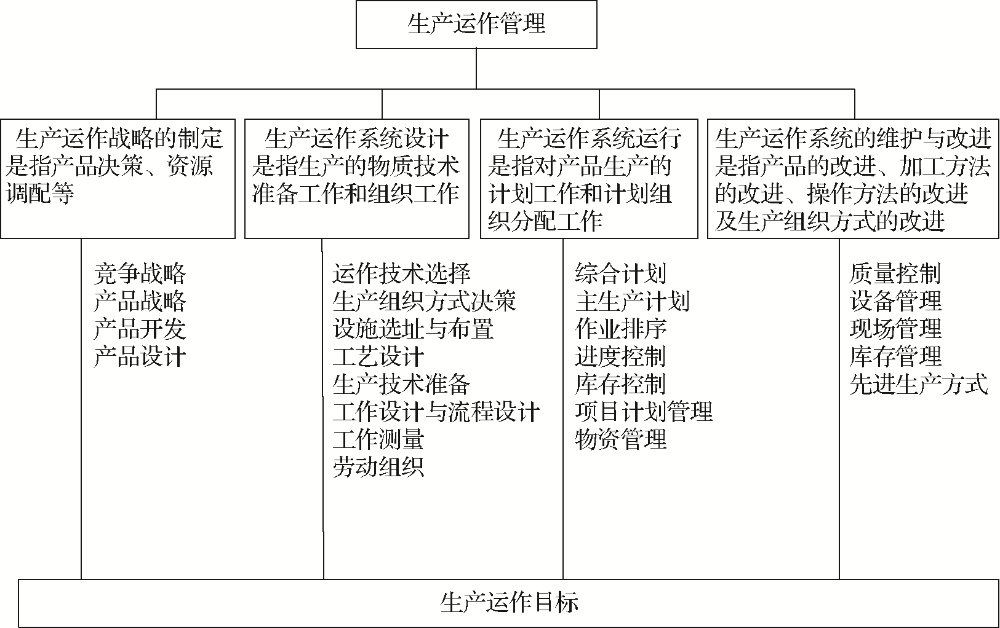 生产运作管理
生产运作战略的制定
是指产品决策、资源
调配等
生产运作系统设计
是指生产的物质技术
准备工作和组织工作
生产运作系统运行
是指对产品生产的
计划工作和计划组
织分配工作
生产运作系统的维护与改进
是指产品的改进、加工方法
的改进、操作方法的改进
及生产组织方式的改进
竞争战略
产品战略
产品开发
产品设计
运作技术选择
生产组织方式决策
设施选址与布置
工艺设计
生产技术准备
工作设计与流程设计
工作测量
劳动组织
综合计划
主生产计划
作业排序
进度控制
库存控制
项目计划管理
物资管理
质量控制
设备管理
现场管理
库存管理
先进生产方式
生产运作目标